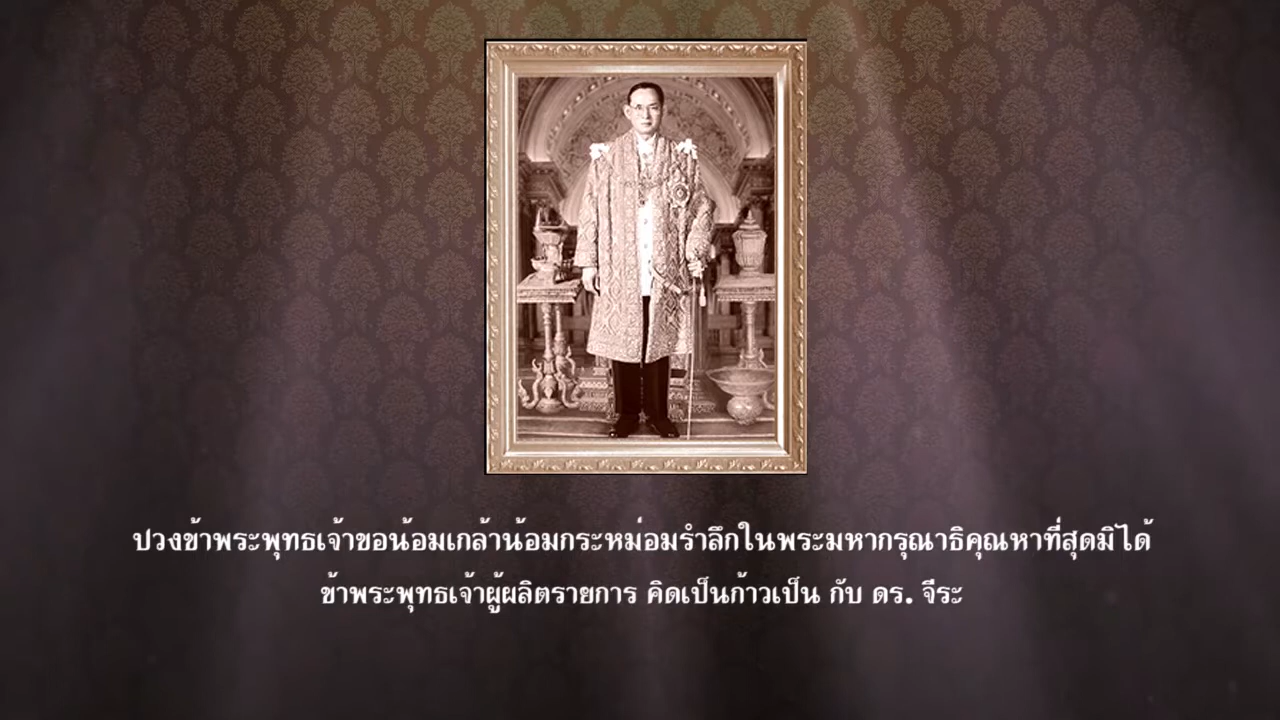 ปวงข้าพระพุทธเจ้าขอน้อมเกล้าน้อมกระหม่อมรำลึกในพระมหากรุณาธิคุณหาที่สุดมิได้
ข้าพระพุทธเจ้าผู้ผลิตรายการ คิดเป็นก้าวเป็น กับ ดร. จีระ